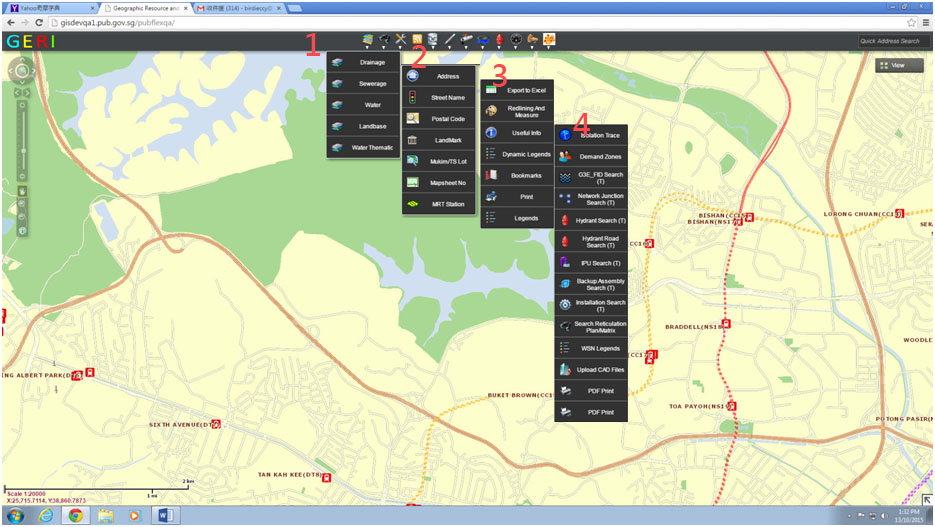 Yahoo奇摩字典
Geographic Resource and
收件匣 (314) - birdieccy@
gisdevqa1.pub.gov.sg/pubflexqa/
GERI
Quick Address Search
1
2
3
4
View
Drainage
Sewerage
Water
Landbase
Water Thematic
Address
Street Name
Postal Code
LandMark
Mukim/TS Lot
Mapsheet No
MRT Station
Export to Excel
Redlining And
Measure
Useful Info
Dynamic Legends
Bookmarks
Print
Legends
Isolation Trace
Demand Zones
G3E_FID Search
(T)
Network Junction
Search (T)
Hydrant Search (T)
Hydrant Road
Search (T)
IPU Search (T)
Backup Assembly
Search (T)
Installation Search
(T)
Search Reticulation
Plan/Matrix
WSN Legends
Upload CAD Files
PDF Print
PDF Print
BISHAN(CC15)
BISHAN(NS17)
LORONG CHUAN(CC14)
BRADDELL(NS18)
WOODL
BUKET BROWN(CC1
TOA PAYOH(NS19)
POTONG PASIR(N
ING ALBERT PARK(DT6)
SIXTH AVENUE(DT7)
TAN KAH KEE(DT8)
2 km
1 mi
Scale 1:20000
X:25,715.7114, Y:38,860.7873
1:32 PM
13/10/2015